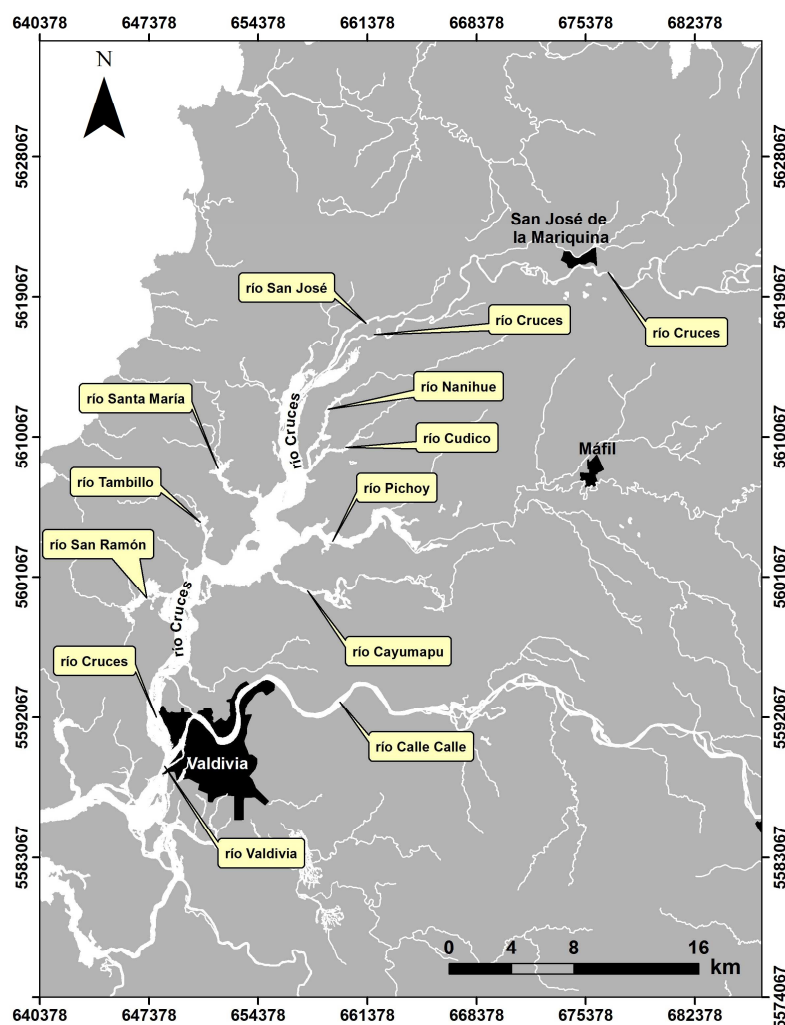 640378 647378 654378 661378 668378 675378 682378
N
5628067
5628067
San José de
la Mariquina
5619067
5619067
río San José
río Cruces
río Cruces
río Nanihue
río Santa María
río Cruces
5610067
5610067
río Cudico
Máfil
río Tambillo
río Pichoy
río San Ramón
5601067
5601067
río Cruces
río Cayumapu
río Cruces
5592067
5592067
río Calle Calle
Valdivia
río Valdivia
5583067
5583067
0 4 8 16
km
5574067
640378 647378 654378 661378 668378 675378 682378